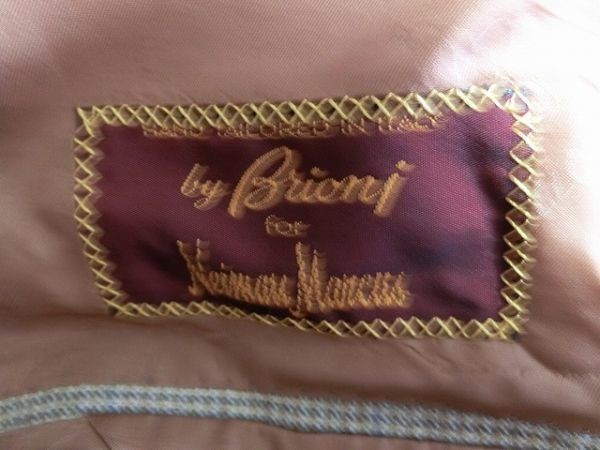 HAND TAILORED IN ITALY
by Brioni
for
Neiman Marcus